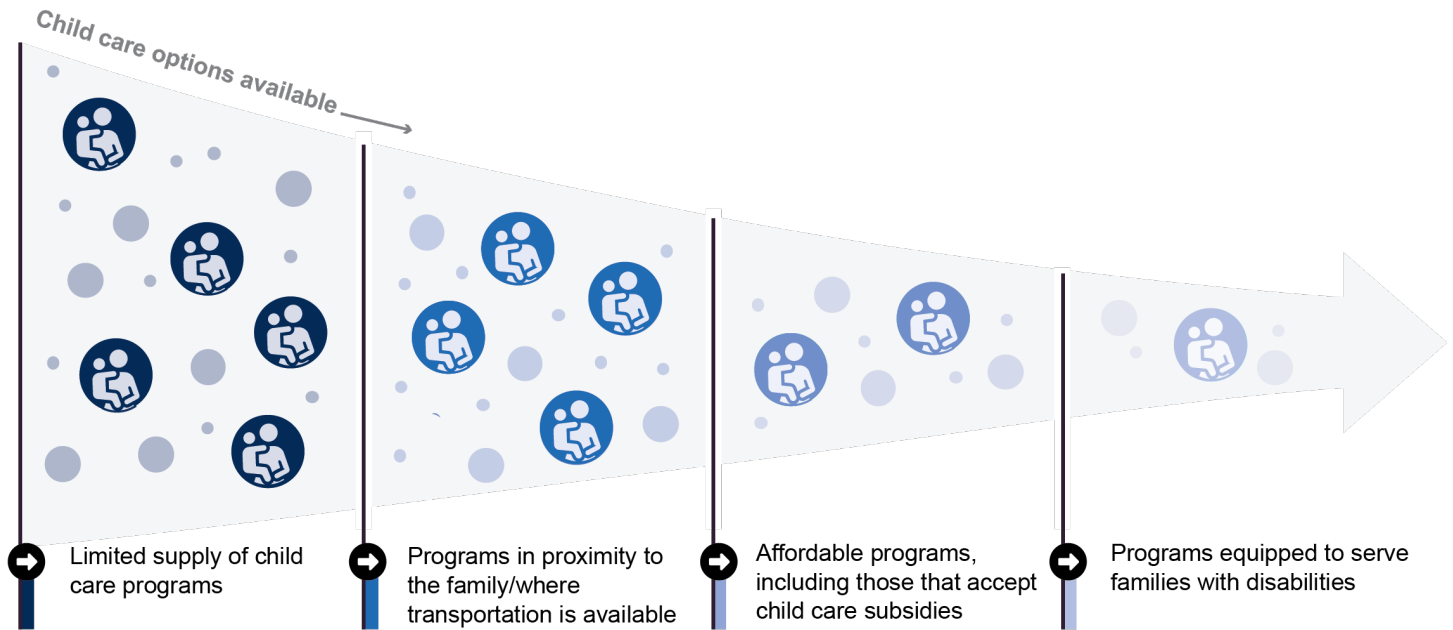 Child care options available
Limited supply of child
care programs
Programs in proximity to
the family/where
transportation is available
Affordable programs,
including those that accept
child care subsidies
Programs equipped to serve
families with disabilities